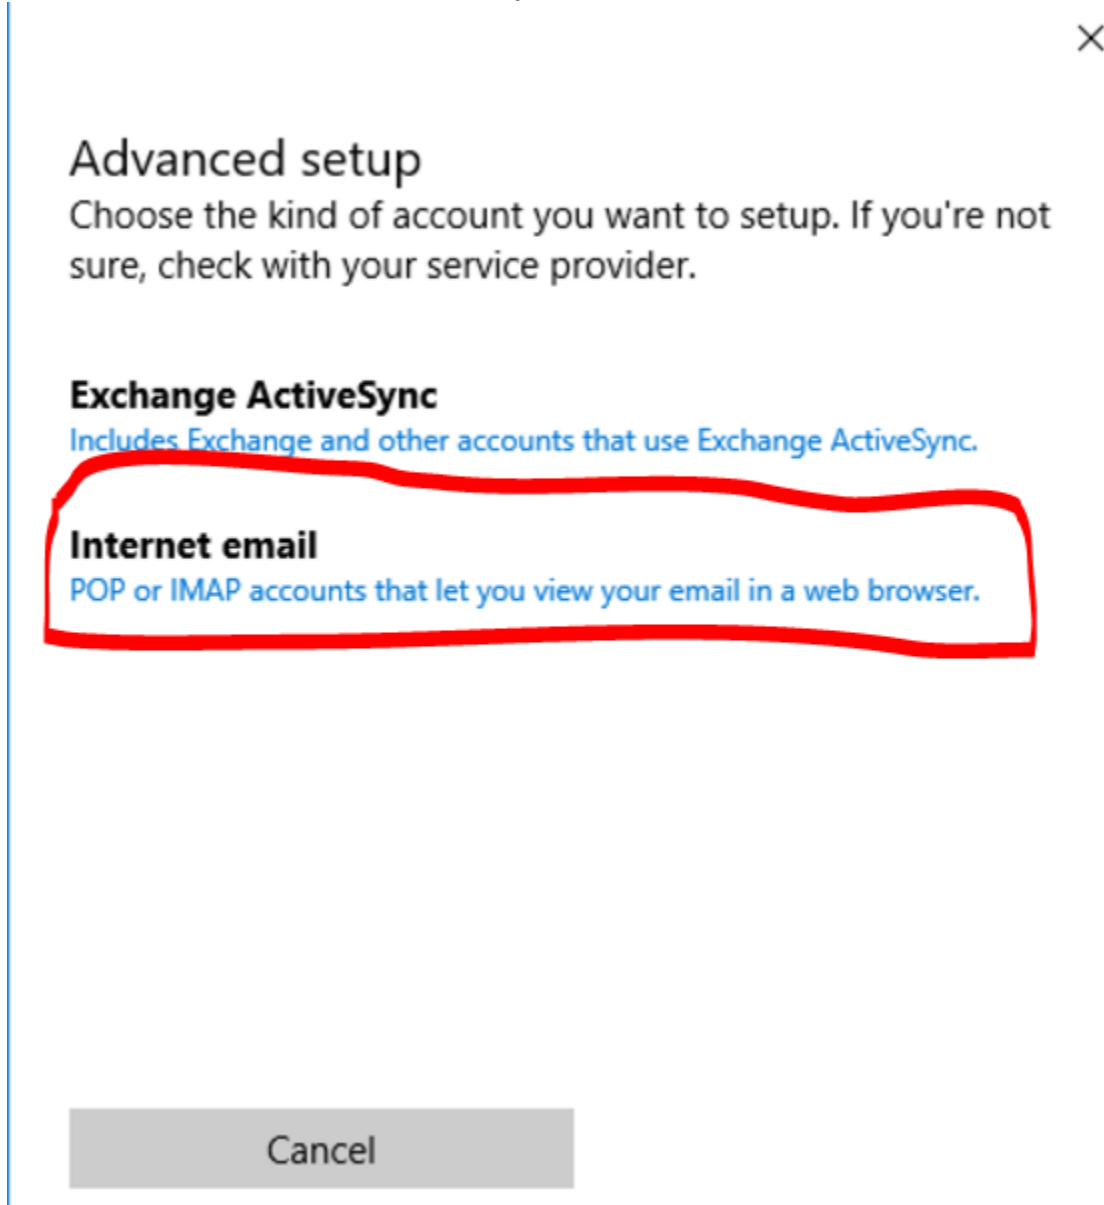 Advanced setup
Choose the kind of account you want to setup. If you're not
sure, check with your service provider.
Exchange ActiveSync
Includes Exchange and other accounts that use Exchange ActiveSync.
Internet email
POP or IMAP accounts that let you view your email in a web browser.
Cancel